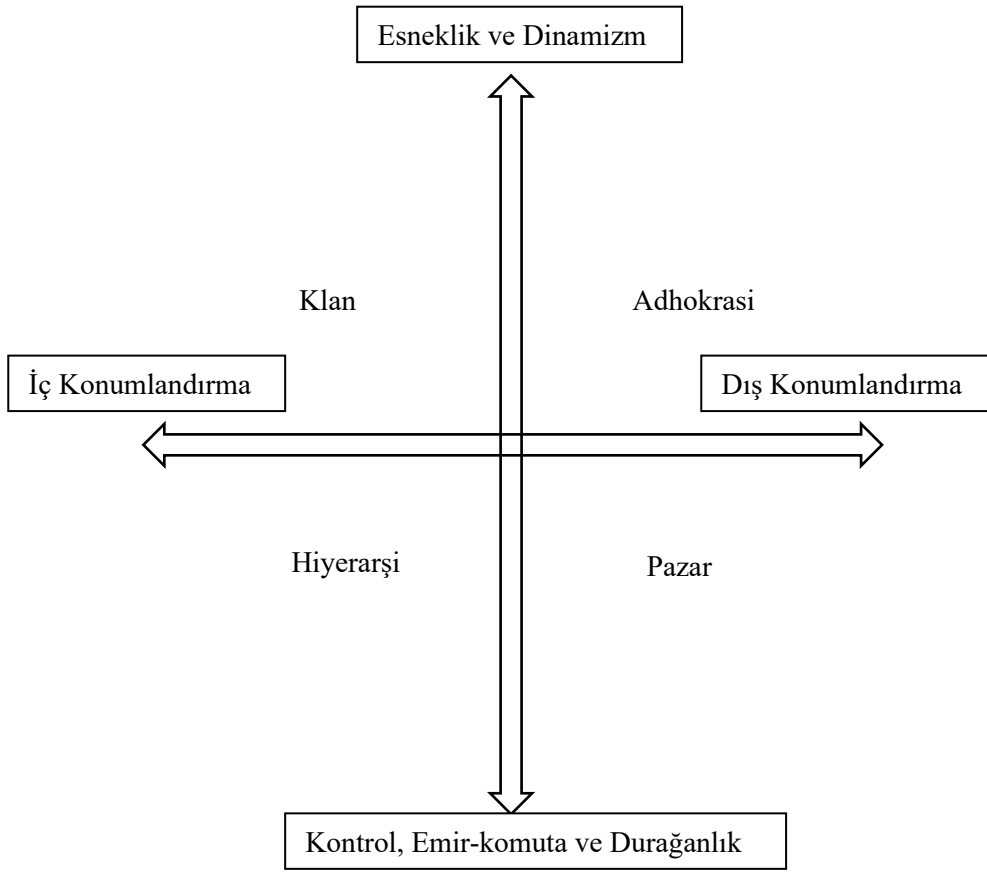 Esneklik ve Dinamizm
Klan
Adhokrasi
İç Konumlandırma
Dış Konumlandırma
Hiyerarşi
Pazar
Kontrol, Emir-komuta ve Durağanlık